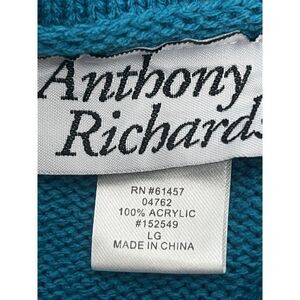 Anthony
Richards
RN #61457
04762
100% ACRYLIC
#152549
LG
MADE IN CHINA